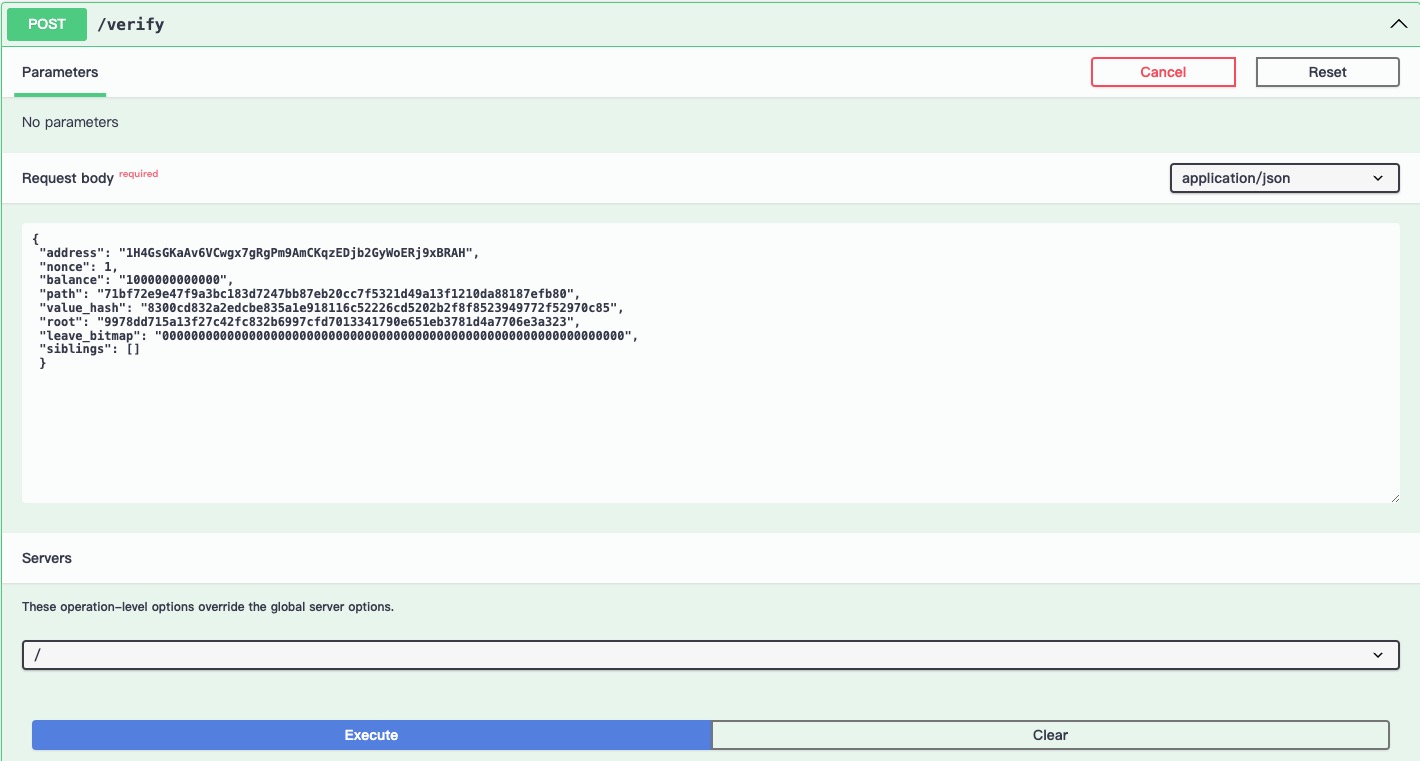 POST /verify
Parameters Cancel Reset
No parameters
Request body required application/json
{
"address": "1H4GsGKaAv6VCwgx7gRgPm9AmCKqzEDjb2GyWoERj9xBRAH",
"nonce": 1,
"balance": "1000000000000",
"path": "71bf72e9e47f9a3bc183d7247bb87eb20cc7f5321d49a13f1210da88187efb80",
"value_hash": "8300cd832a2edcbe835a1e918116c52226cd5202b2f8f8523949772f52970c85",
"root": "9978dd715a13f27c42fc832b6997cfd7013341790e651eb3781d4a7706e3a323",
"leave_bitmap": "0000000000000000000000000000000000000000000000000000000000000000",
"siblings": []
}
Servers
These operation-level options override the global server options.
/
Execute Clear